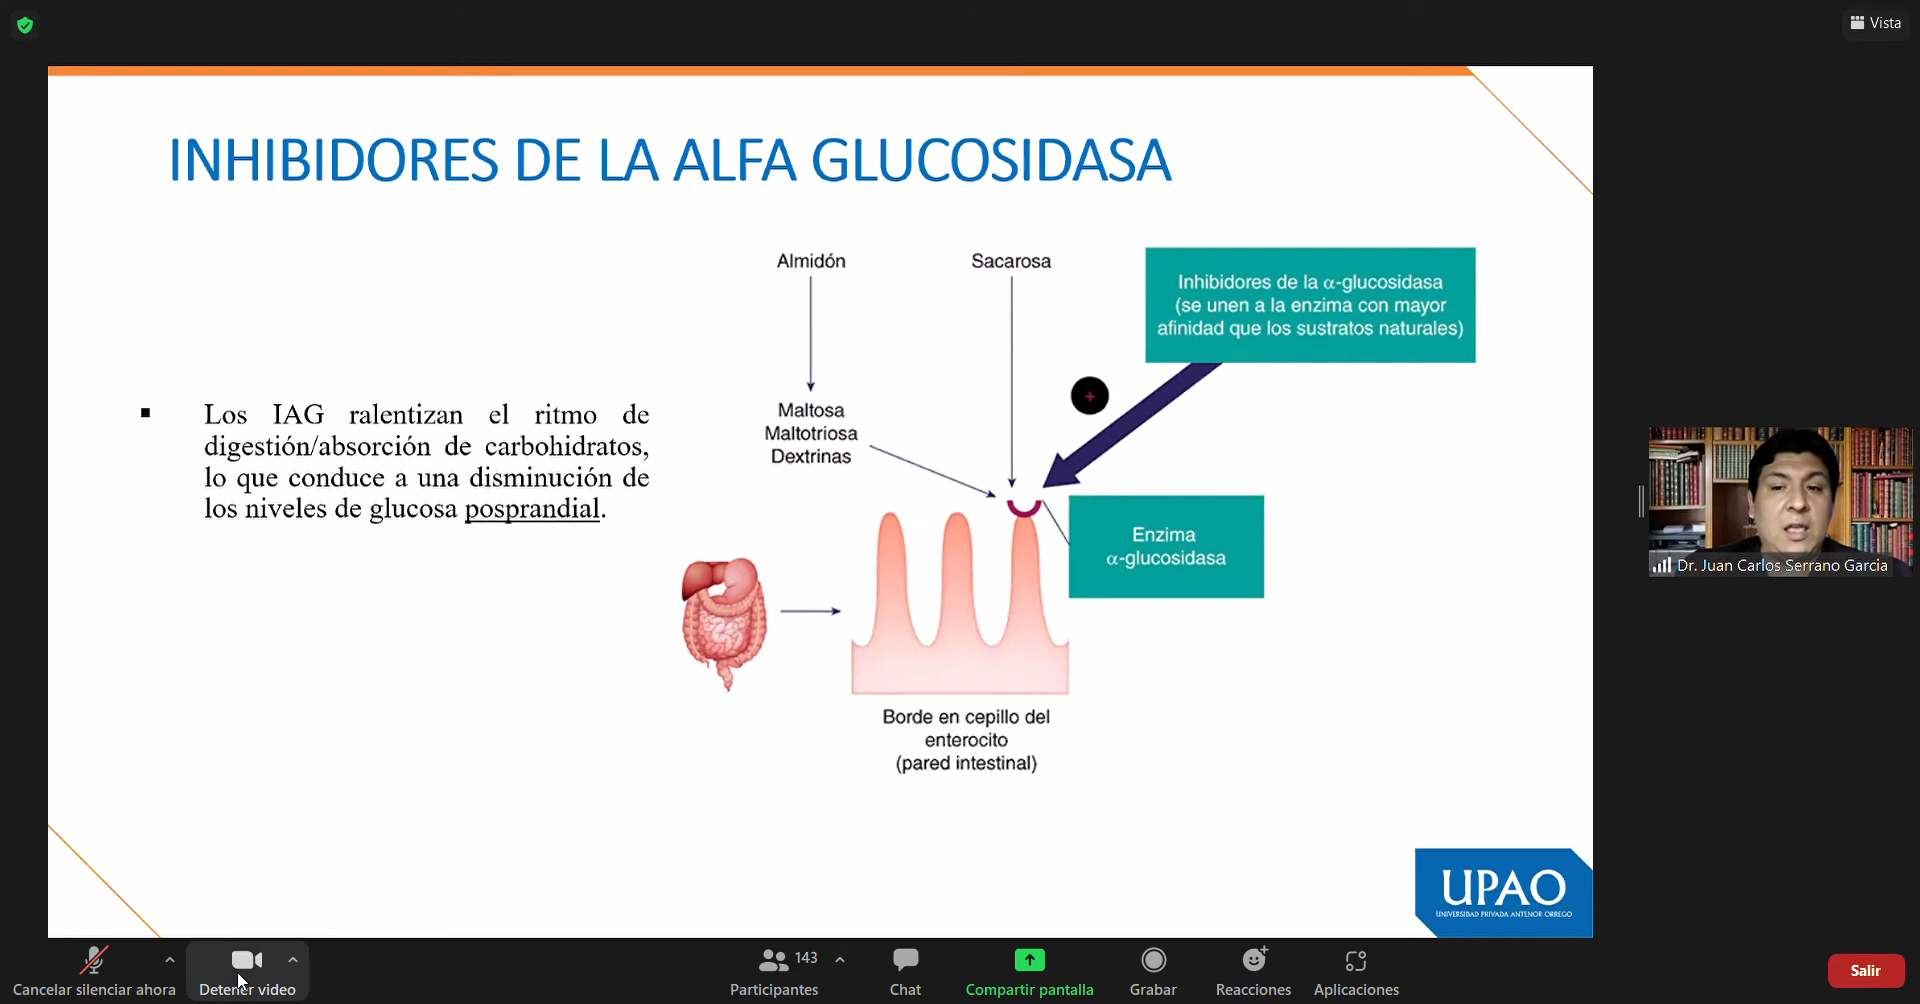 Vista
INHIBIDORES DE LA ALFA GLUCOSIDASA
Los IAG ralentizan el ritmo de
digestión/absorción de carbohidratos,
lo que conduce a una disminución de
los niveles de glucosa posprandial.
Almidón
Sacarosa
Inhibidores de la α-glucosidasa
(se unen a la enzima con mayor
afinidad que los sustratos naturales)
Maltosa
Maltotriosa
Dextrinas
Enzima
α-glucosidasa
Borde en cepillo del
enterocito
(pared intestinal)
Dr. Juan Carlos Serrano Garcia
UPAO
UNIVERSIDAD PRIVADA ANTENOR ORREGO
Cancelar silenciar ahora
Detener video
143
Participantes
Chat
Compartir pantalla
Grabar
Reacciones
Aplicaciones
Salir